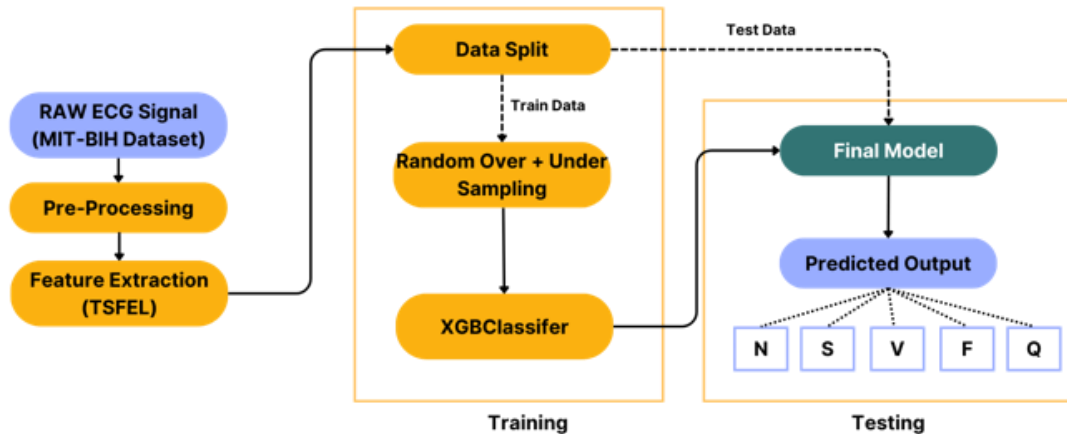 RAW ECG Signal
(MIT-BIH Dataset)
Pre-Processing
Feature Extraction
(TSFEL)
Data Split
Train Data
Random Over + Under
Sampling
XGBClassifer
Training
Test Data
Final Model
Predicted Output
N S V F Q
Testing